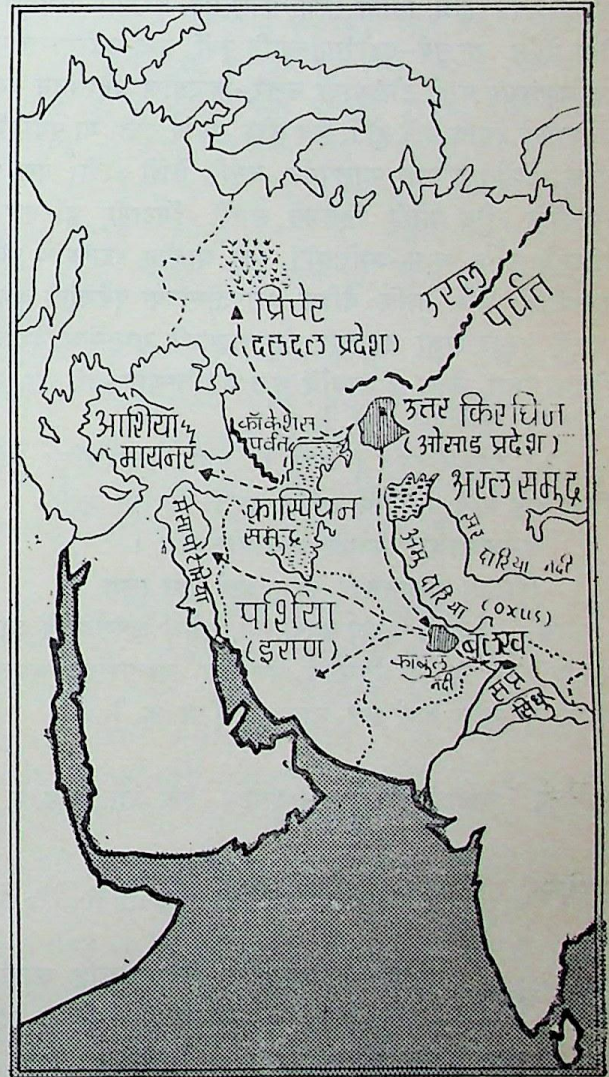 उरल
पर्वत
प्रिपेट
(दलदल प्रदेश)
उत्तर किरघिज
(ओसाड प्रदेश)
कॉकेशस
पर्वत
आशिया
मायनर
अरल समुद्र
कास्पियन
समुद्र
सर
दारिया नदी
मेसापोटेमिया
अमू दारिया (OXUS)
पर्शिया
(इराण)
बलख
काबुल
नदी
सप्त
सिंधु